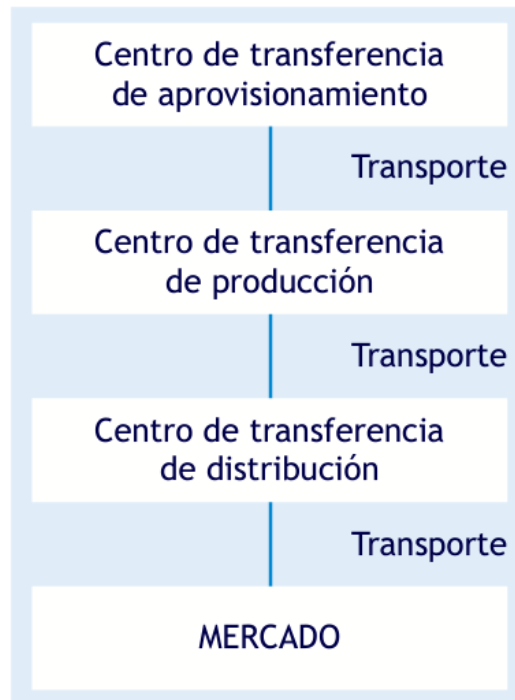 Centro de transferencia
de aprovisionamiento
Transporte
Centro de transferencia
de producción
Transporte
Centro de transferencia
de distribución
Transporte
MERCADO